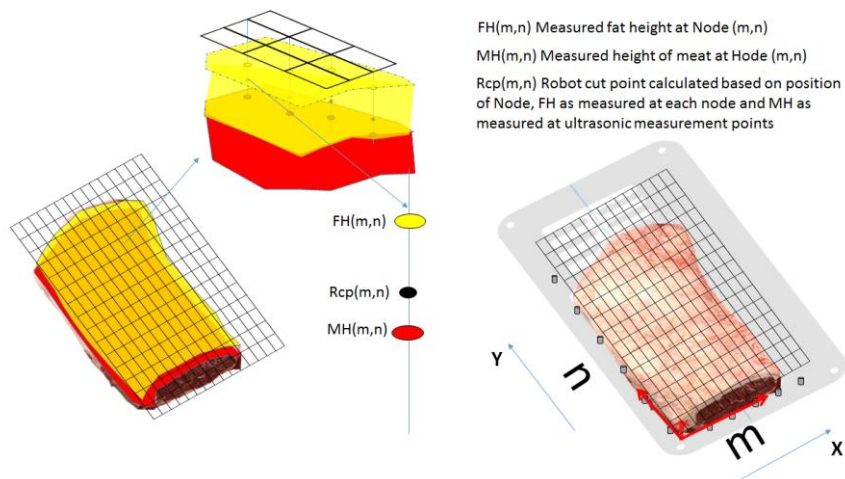 FH(m,n) Measured fat height at Node (m,n)
MH(m,n) Measured height of meat at Hode (m,n)
Rcp(m,n) Robot cut point calculated based on position
of Node, FH as measured at each node and MH as
measured at ultrasonic measurement points
FH(m,n)
Rcp(m,n)
MH(m,n)
Y
n
m
X